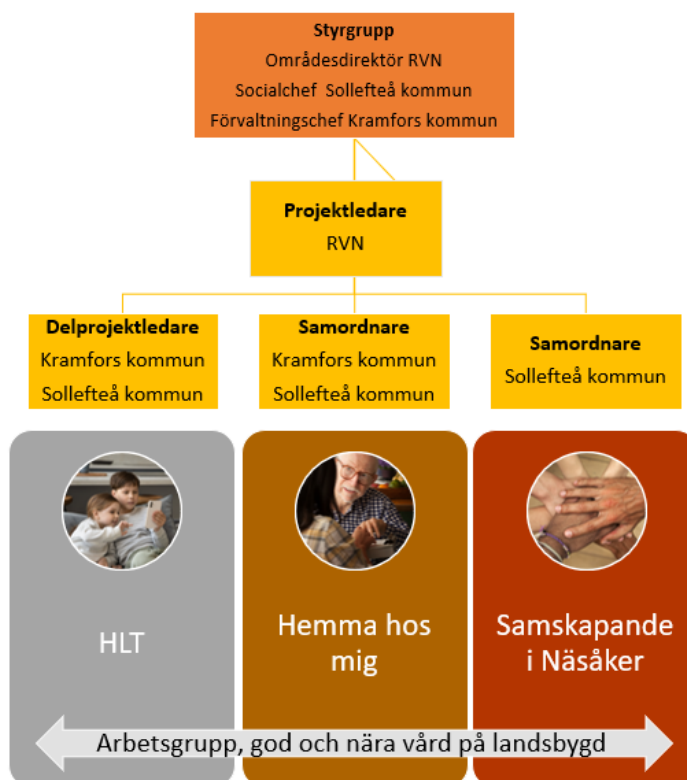 Styrgrupp
Områdesdirektör RVN
Socialchef Sollefteå kommun
Förvaltningschef Kramfors kommun
Projektledare
RVN
Delprojektledare
Kramfors kommun
Sollefteå kommun
Samordnare
Kramfors kommun
Sollefteå kommun
Samordnare
Sollefteå kommun
HLT
Hemma hos
mig
Samskapande
i Näsåker
Arbetsgrupp, god och nära vård på landsbygd